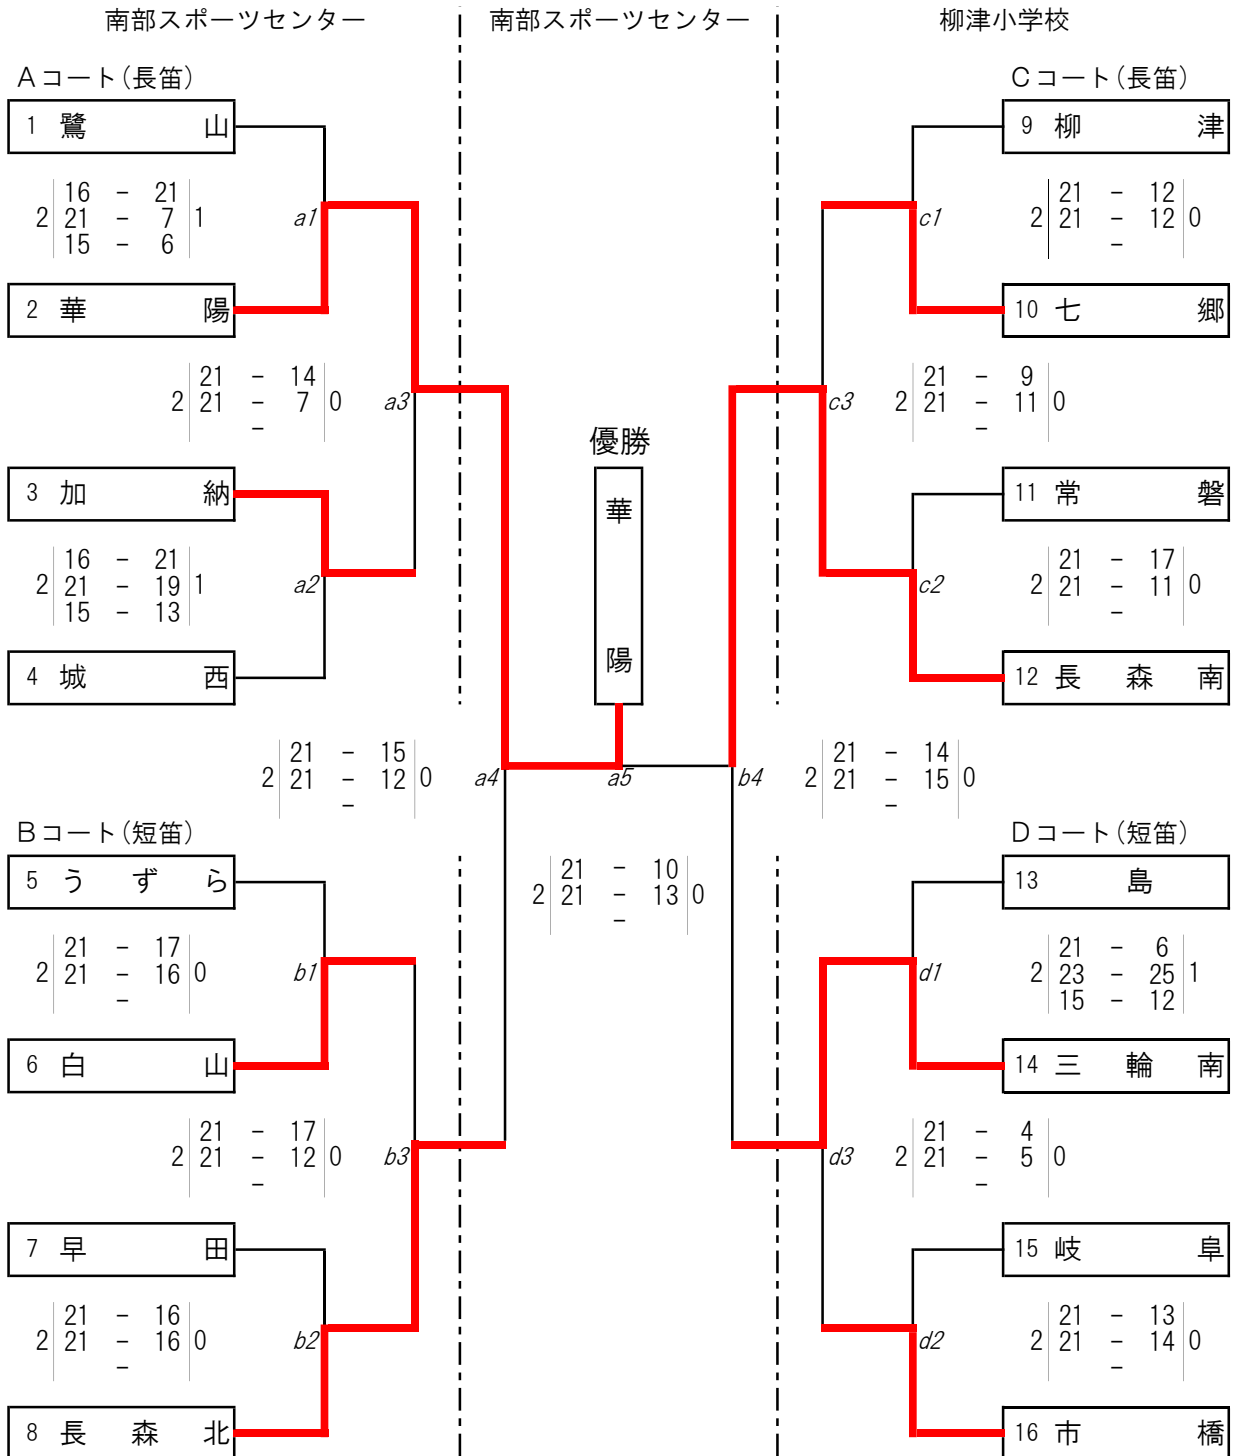 南部スポーツセンター 南部スポーツセンター 柳津小学校
Aコート(長笛)
1 鷺山
16 - 21
2 21 - 7 1
15 - 6
a1
2 華陽
21 - 14
2 21 - 7 0
-
a3
3 加納
16 - 21
2 21 - 19 1
15 - 13
a2
4 城西
21 - 15
2 21 - 12 0
-
a4
Bコート(短笛)
5 うずら
21 - 17
2 21 - 16 0
-
b1
6 白山
21 - 17
2 21 - 12 0
-
b3
7 早田
21 - 16
2 21 - 16 0
-
b2
8 長森北
優勝
華陽
a5
21 - 10
2 21 - 13 0
-
Cコート(長笛)
9 柳津
c1
21 - 12
2 21 - 12 0
-
10 七郷
c3
21 - 9
2 21 - 11 0
-
11 常磐
c2
21 - 17
2 21 - 11 0
-
12 長森南
b4
21 - 14
2 21 - 15 0
-
Dコート(短笛)
13 島
d1
21 - 6
2 23 - 25 1
15 - 12
14 三輪南
d3
21 - 4
2 21 - 5 0
-
15 岐阜
d2
21 - 13
2 21 - 14 0
-
16 市橋